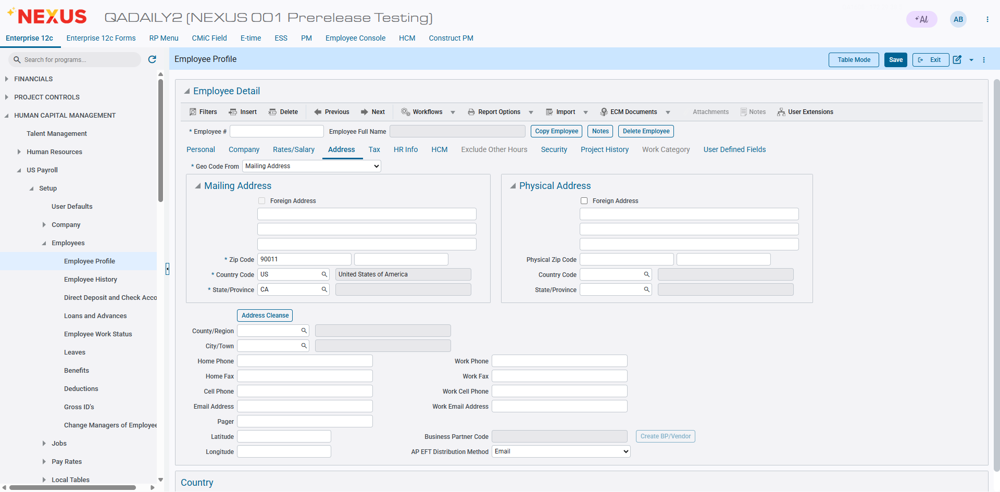 NEXUS
QADAILY2 (NEXUS 001 Prerelease Testing)
AI
AB
Enterprise 12c
Enterprise 12c Forms
RP Menu
CMiC Field
E-time
ESS
PM
Employee Console
HCM
Construct PM
Search for programs...
FINANCIALS
PROJECT CONTROLS
HUMAN CAPITAL MANAGEMENT
Talent Management
Human Resources
US Payroll
Setup
User Defaults
Company
Employees
Employee Profile
Employee History
Direct Deposit and Check Acco
Loans and Advances
Employee Work Status
Leaves
Benefits
Deductions
Gross ID's
Change Managers of Employee
Jobs
Pay Rates
Local Tables
Employee Profile
Table Mode
Save
Exit
Employee Detail
Filters
Insert
Delete
Previous
Next
Workflows
Report Options
Import
ECM Documents
Attachments
Notes
User Extensions
* Employee #
Employee Full Name
Copy Employee
Notes
Delete Employee
Personal
Company
Rates/Salary
Address
Tax
HR Info
HCM
Exclude Other Hours
Security
Project History
Work Category
User Defined Fields
* Geo Code From
Mailing Address
Mailing Address
Foreign Address
* Zip Code
90011
* Country Code
US
United States of America
* State/Province
CA
Physical Address
Foreign Address
Physical Zip Code
Country Code
State/Province
Address Cleanse
County/Region
City/Town
Home Phone
Home Fax
Cell Phone
Email Address
Pager
Latitude
Longitude
Work Phone
Work Fax
Work Cell Phone
Work Email Address
Business Partner Code
Create BP/Vendor
AP EFT Distribution Method
Email
Country